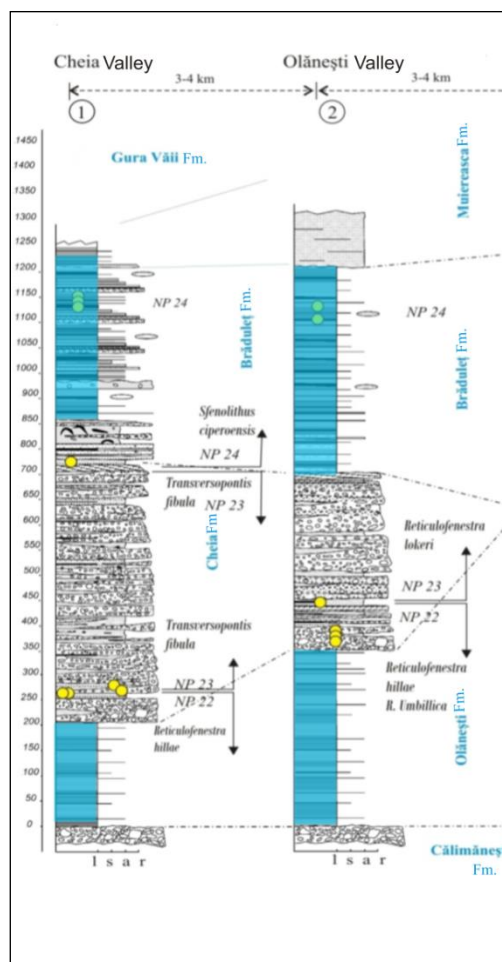 Cheia Valley
Olănești Valley
3-4 km
3-4 km
1
2
1450
1400
1350
1300
1250
1200
1150
1100
1050
1000
950
900
850
800
750
700
650
600
550
500
450
400
350
300
250
200
150
100
50
0
Gura Văii Fm.
Muiereasca Fm.
NP 24
NP 24
Brăduleț Fm.
Brăduleț Fm.
Sfenolithus
ciperoensis
NP 24
Transversopontis
fibula
NP 23
Cheia Fm
Reticulofenestra
lokeri
NP 23
NP 22
Transversopontis
fibula
NP 23
NP 22
Reticulofenestra
hillae
Reticulofenestra
hillae
R. Umbillica
Olănești Fm.
Călimăneș
Fm.
l s a r
l s a r